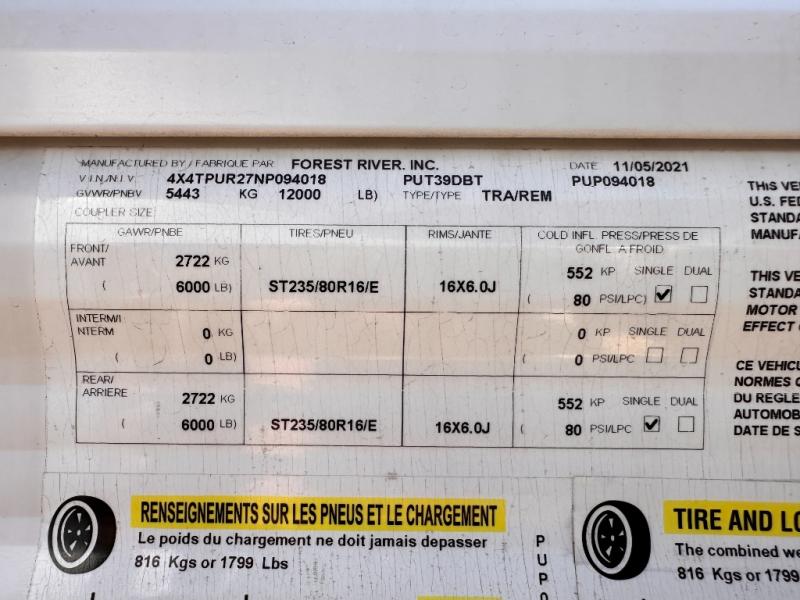 MANUFACTURED BY / FABRIQUE PAR FOREST RIVER, INC. DATE 11/05/2021
V.I.N./N.I.V. 4X4TPUR27NP094018 PUT39DBT PUP094018
GVWR/PNBV 5443 KG 12000 LB) TYPE/TYPE TRA/REM
COUPLER SIZE:
GAWR/PNBE TIRES/PNEU RIMS/JANTE COLD INFL. PRESS/PRESS DE
GONFL. A FROID
FRONT/
AVANT 2722 KG 552 KP SINGLE DUAL
( 6000 LB) ST235/80R16/E 16X6.0J ( 80 PSI/LPC)
INTERM/I
NTERM 0 KG 0 KP SINGLE DUAL
( 0 LB) ( 0 PSI/LPC
REAR/
ARRIERE 2722 KG 552 KP SINGLE DUAL
( 6000 LB) ST235/80R16/E 16X6.0J ( 80 PSI/LPC
THIS VE
U.S. FED
STANDA
MANUF
THIS VE
STANDA
MOTOR
EFFECT
CE VEHICU
NORMES
DU REGLE
AUTOMOB
DATE DE S
RENSEIGNEMENTS SUR LES PNEUS ET LE CHARGEMENT
Le poids du chargement ne doit jamais depasser
816 Kgs or 1799 Lbs
PUP0
TIRE AND LO
The combined we
816 Kgs or 1799